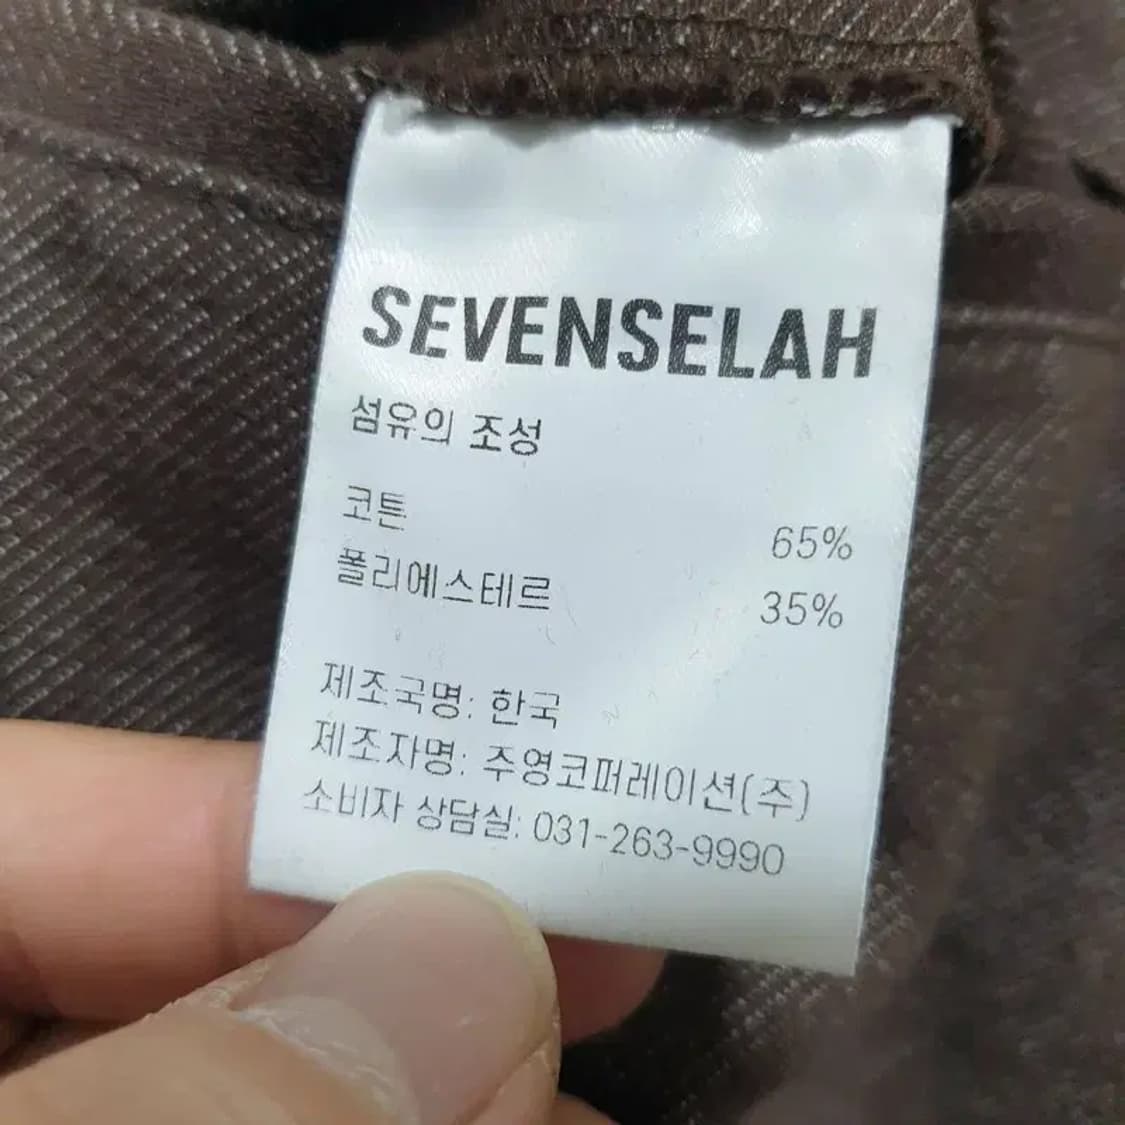 SEVENSELAH
섬유의 조성
코튼 65%
폴리에스테르 35%
제조국명: 한국
제조자명: 주영코퍼레이션(주)
소비자 상담실: 031-263-9990